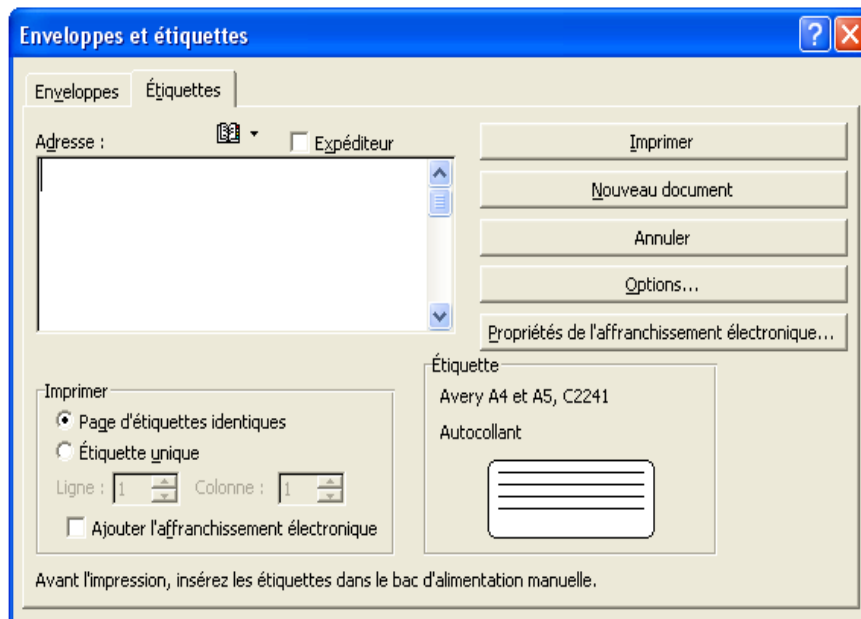 Enveloppes et étiquettes
Enveloppes
Étiquettes
Adresse :
Expéditeur
Imprimer
Nouveau document
Annuler
Options...
Propriétés de l'affranchissement électronique...
Imprimer
Page d'étiquettes identiques
Étiquette unique
Ligne : 1 Colonne : 1
Ajouter l'affranchissement électronique
Étiquette
Avery A4 et A5, C2241
Autocollant
Avant l'impression, insérez les étiquettes dans le bac d'alimentation manuelle.